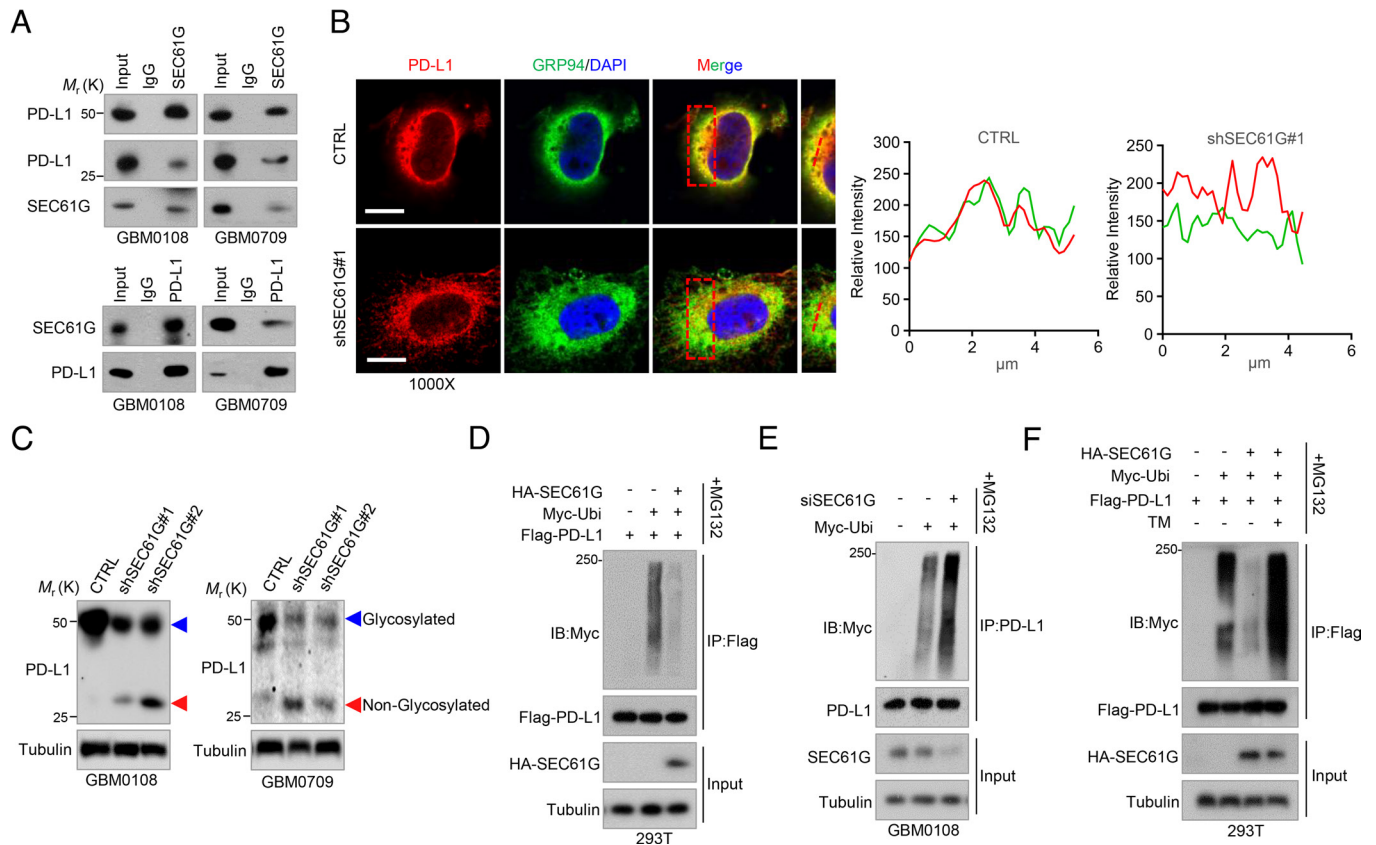 A
M_r (K)
Input
IgG
SEC61G
Input
IgG
SEC61G
PD-L1
50
PD-L1
25
SEC61G
GBM0108
GBM0709
Input
IgG
PD-L1
Input
IgG
PD-L1
SEC61G
PD-L1
GBM0108
GBM0709
B
PD-L1
GRP94/DAPI
Merge
CTRL
shSEC61G#1
1000X
CTRL
Relative Intensity
300
250
200
150
100
50
0
0 2 4 6
µm
shSEC61G#1
Relative Intensity
250
200
150
100
50
0
0 2 4 6
µm
C
M_r (K)
CTRL
shSEC61G#1
shSEC61G#2
50
PD-L1
25
Tubulin
GBM0108
M_r (K)
CTRL
shSEC61G#1
shSEC61G#2
50
Glycosylated
PD-L1
Non-Glycosylated
25
Tubulin
GBM0709
D
HA-SEC61G - - +
Myc-Ubi - + +
Flag-PD-L1 + + +
+MG132
250
IB:Myc
IP:Flag
Flag-PD-L1
HA-SEC61G
Input
Tubulin
293T
E
siSEC61G - - +
Myc-Ubi - + +
+MG132
250
IB:Myc
IP:PD-L1
PD-L1
SEC61G
Input
Tubulin
GBM0108
F
HA-SEC61G - - + +
Myc-Ubi - + + +
Flag-PD-L1 + + + +
TM - - - +
+MG132
250
IB:Myc
IP:Flag
Flag-PD-L1
HA-SEC61G
Input
Tubulin
293T